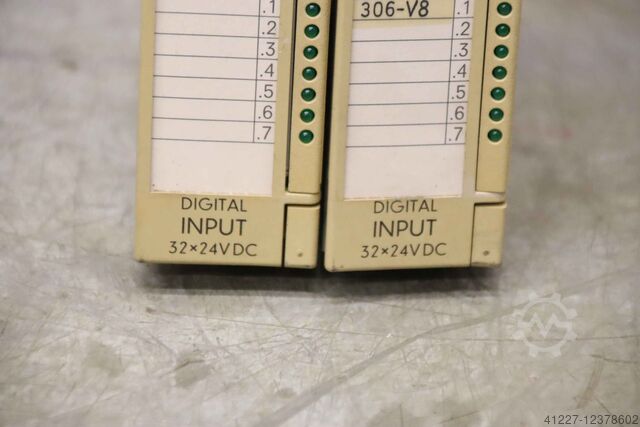 .1
.2
.3
.4
.5
.6
.7
DIGITAL
INPUT
32×24VDC
306-V8
.1
.2
.3
.4
.5
.6
.7
DIGITAL
INPUT
32×24VDC
41227-12378602